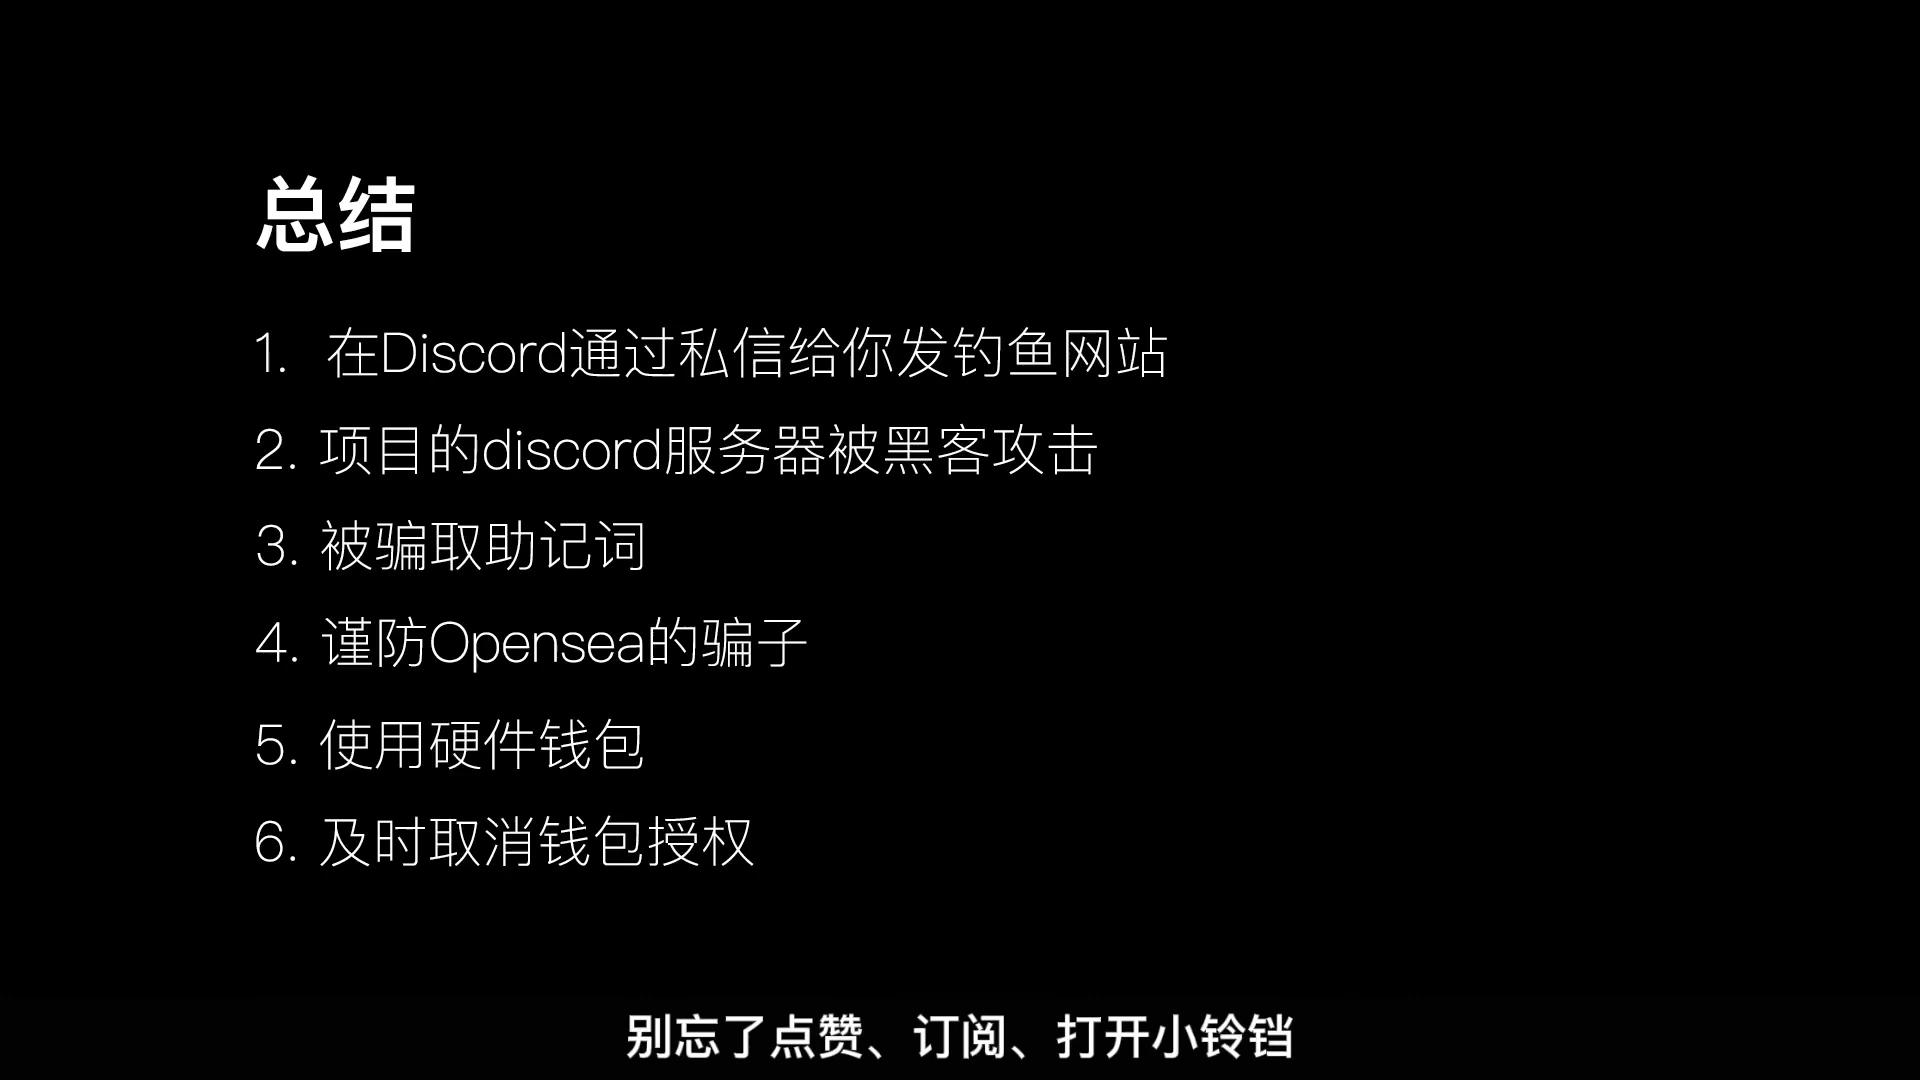 总结
1. 在Discord通过私信给你发钓鱼网站
2. 项目的discord服务器被黑客攻击
3. 被骗取助记词
4. 谨防Opensea的骗子
5. 使用硬件钱包
6. 及时取消钱包授权
别忘了点赞、订阅、打开小铃铛